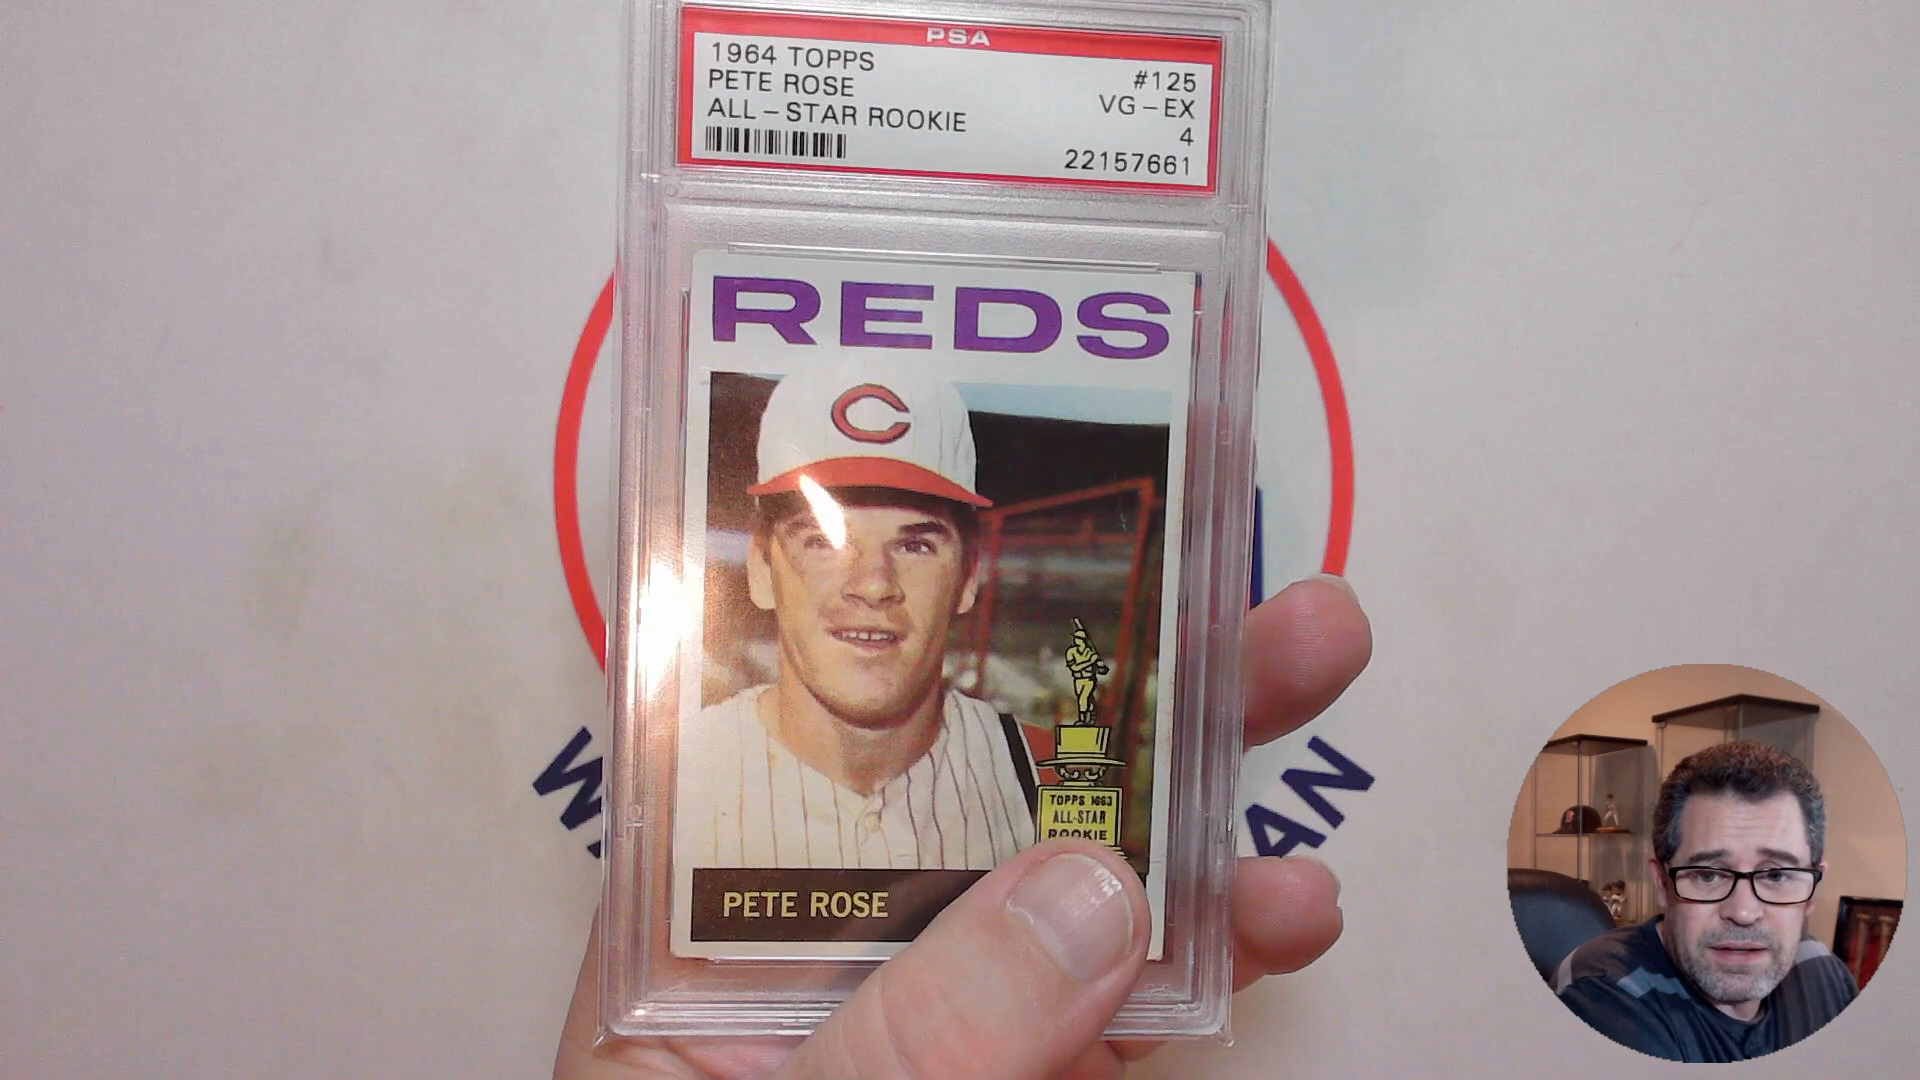 PSA
1964 TOPPS
PETE ROSE
ALL-STAR ROOKIE
#125
VG-EX
4
22157661
REDS
C
TOPPS 1963
ALL-STAR
ROOKIE
PETE ROSE